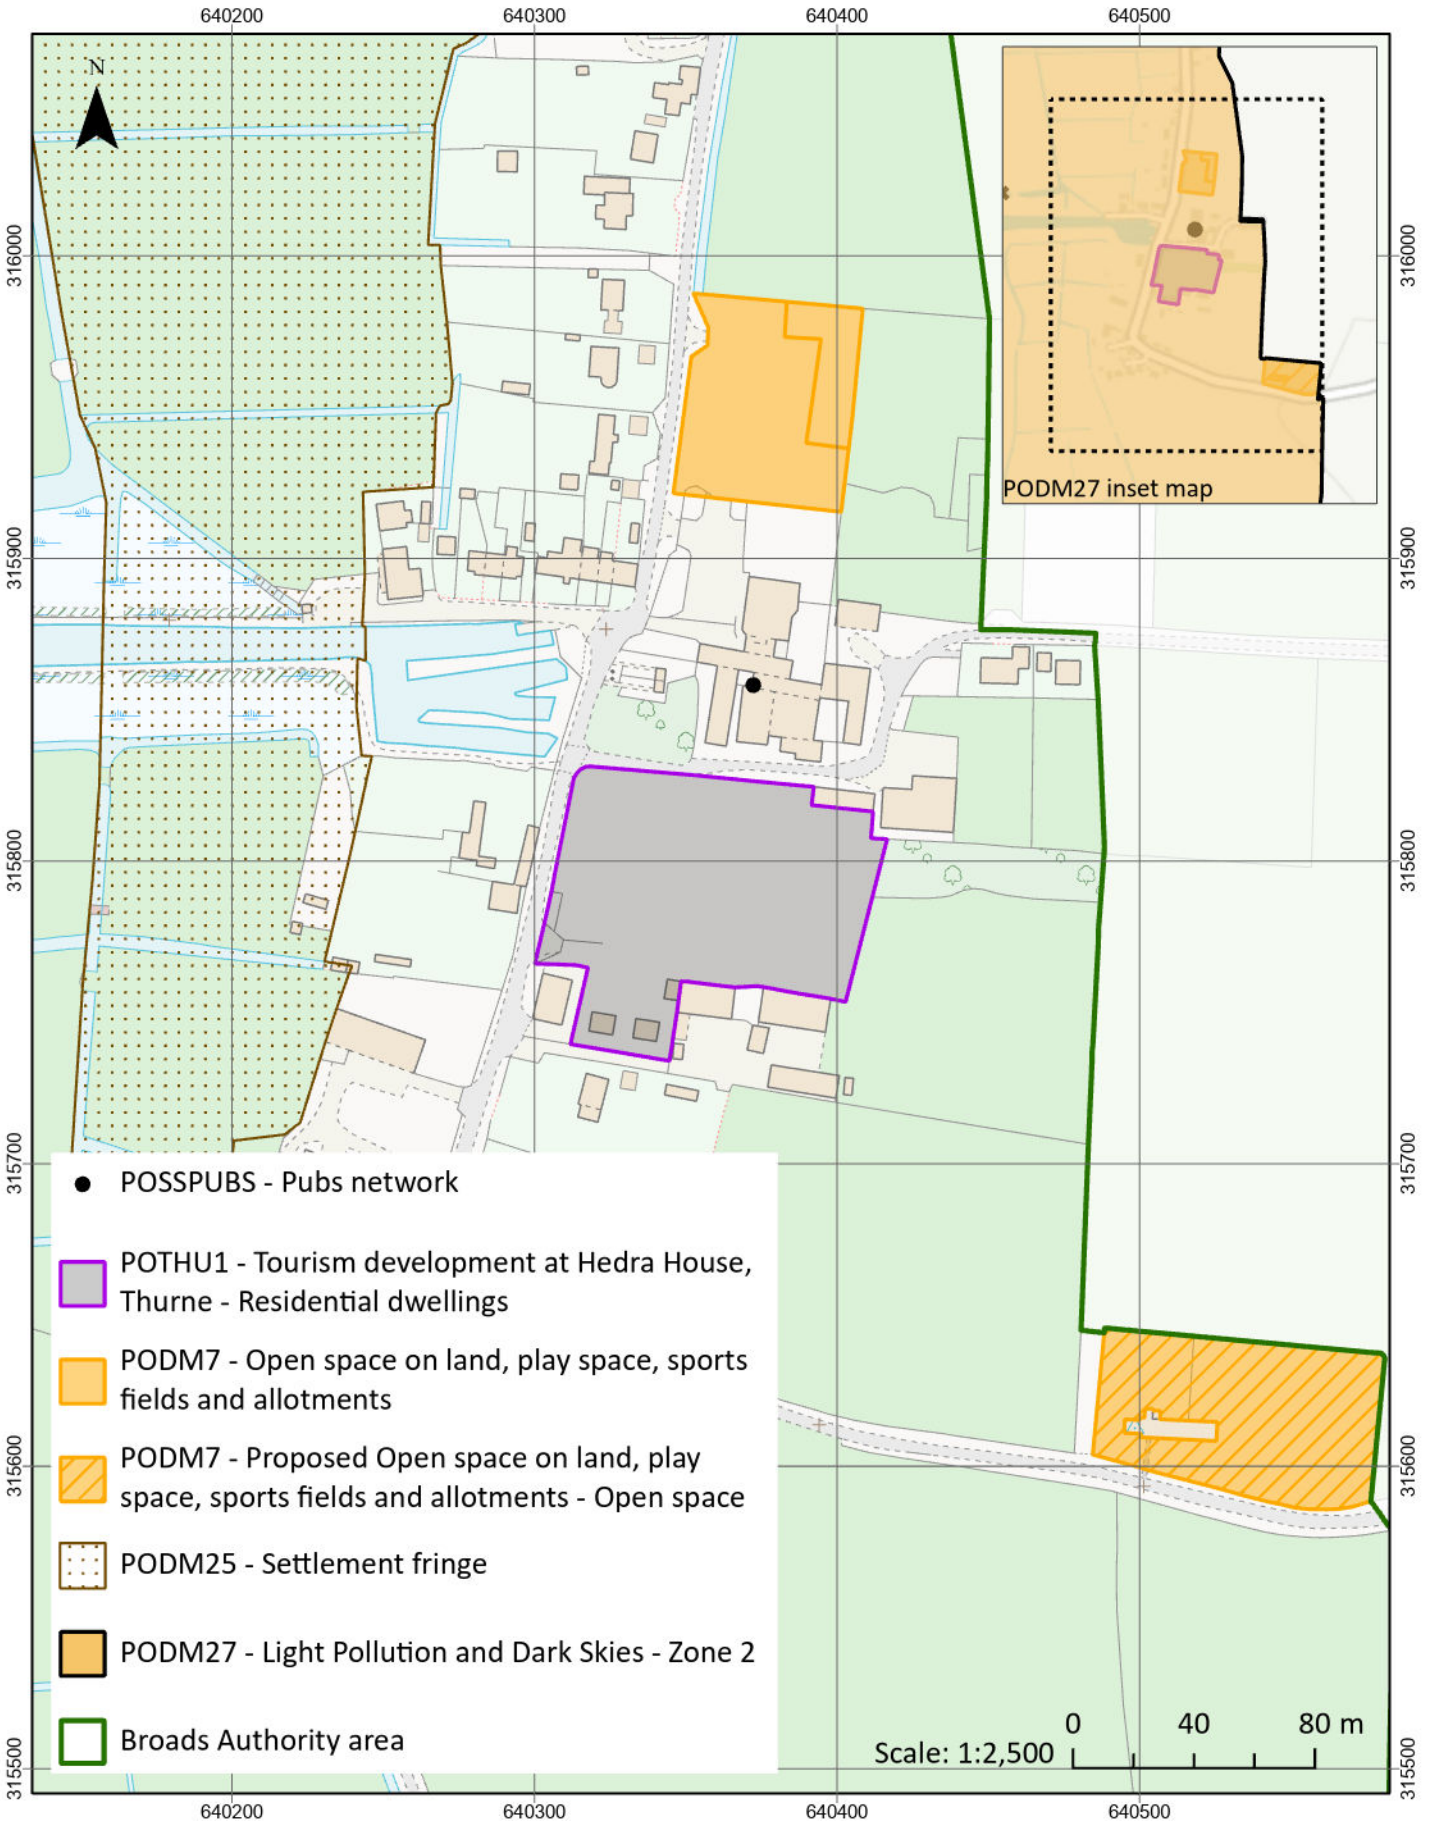 640200
640300
640400
640500
N
316000
316000
PODM27 inset map
315900
315900
315800
315800
315700
315700
POSSPUBS - Pubs network
POTHU1 - Tourism development at Hedra House,
Thurne - Residential dwellings
PODM7 - Open space on land, play space, sports
fields and allotments
PODM7 - Proposed Open space on land, play
space, sports fields and allotments - Open space
315600
315600
PODM25 - Settlement fringe
PODM27 - Light Pollution and Dark Skies - Zone 2
Broads Authority area
0 40 80 m
Scale: 1:2,500
315500
315500
640200
640300
640400
640500